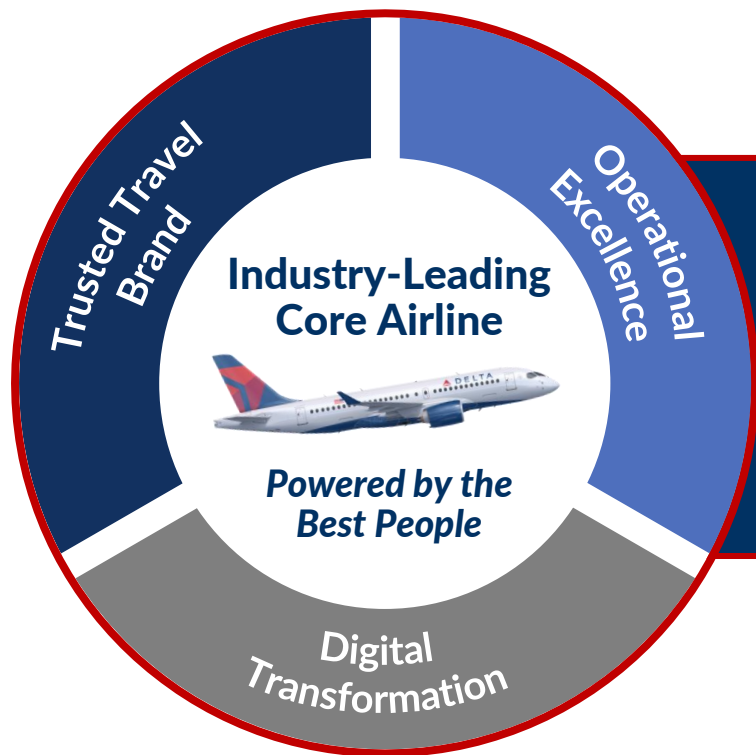 Trusted Travel
Brand
Operational
Excellence
Industry-Leading
Core Airline
DELTA
Powered by the
Best People
Digital
Transformation